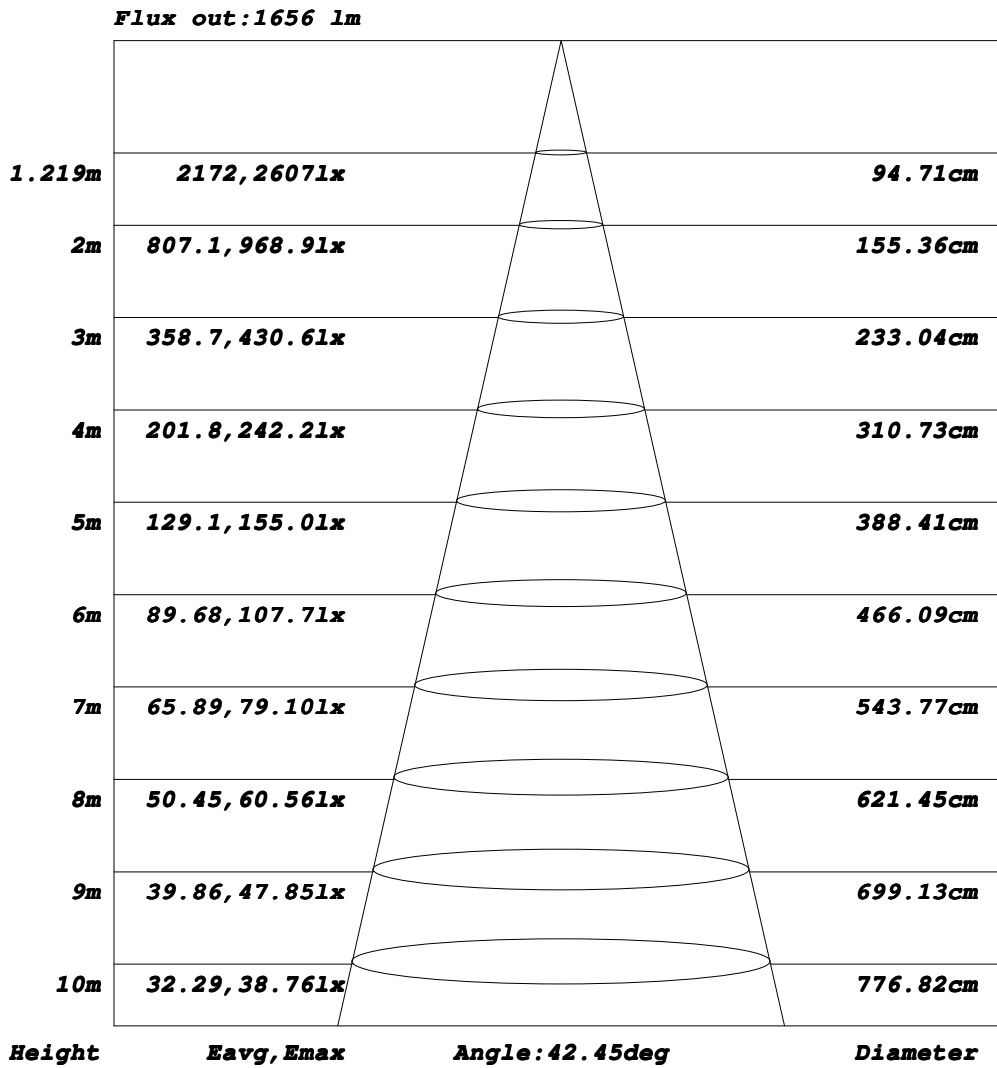 Flux out:1656 lm
1.219m 2172,2607lx 94.71cm
2m 807.1,968.9lx 155.36cm
3m 358.7,430.6lx 233.04cm
4m 201.8,242.2lx 310.73cm
5m 129.1,155.0lx 388.41cm
6m 89.68,107.7lx 466.09cm
7m 65.89,79.10lx 543.77cm
8m 50.45,60.56lx 621.45cm
9m 39.86,47.85lx 699.13cm
10m 32.29,38.76lx 776.82cm
Height Eavg,Emax Angle:42.45deg Diameter